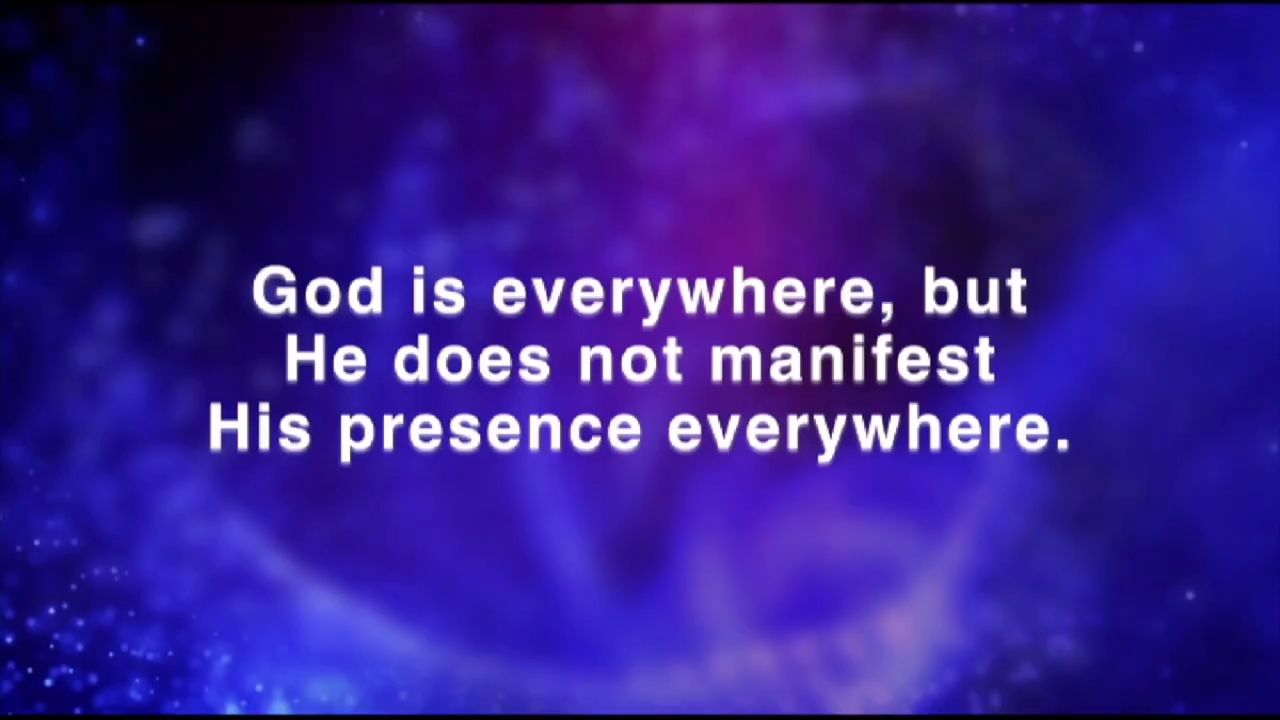 God is everywhere, but
He does not manifest
His presence everywhere.